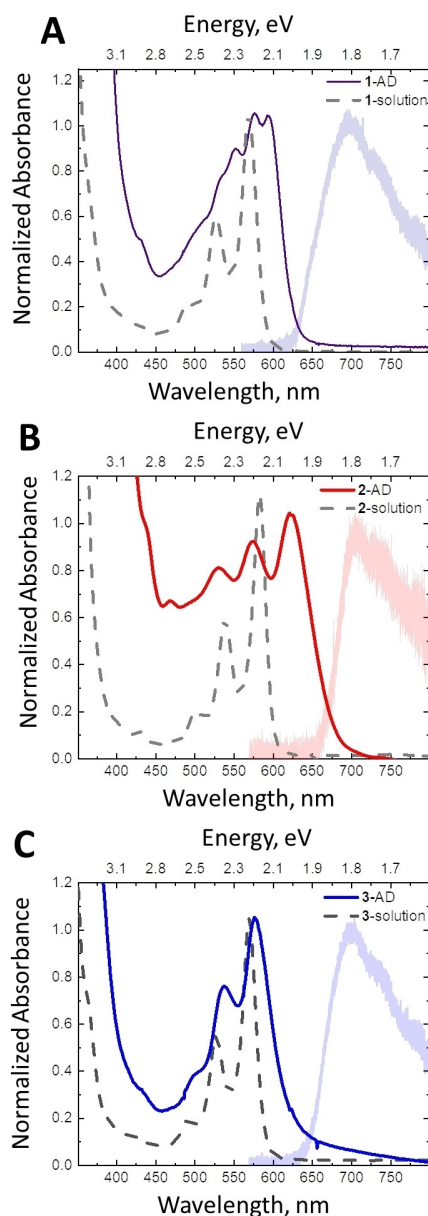 A
Energy, eV
3.1 2.8 2.5 2.3 2.1 1.9 1.8 1.7
1-AD
1-solution
1.2
1.0
0.8
0.6
0.4
0.2
0.0
Normalized Absorbance
400 450 500 550 600 650 700 750
Wavelength, nm
B
Energy, eV
3.1 2.8 2.5 2.3 2.1 1.9 1.8 1.7
2-AD
2-solution
1.2
1.0
0.8
0.6
0.4
0.2
0.0
Normalized Absorbance
400 450 500 550 600 650 700 750
Wavelength, nm
C
Energy, eV
3.1 2.8 2.5 2.3 2.1 1.9 1.8 1.7
3-AD
3-solution
1.2
1.0
0.8
0.6
0.4
0.2
0.0
Normalized Absorbance
400 450 500 550 600 650 700 750
Wavelength, nm